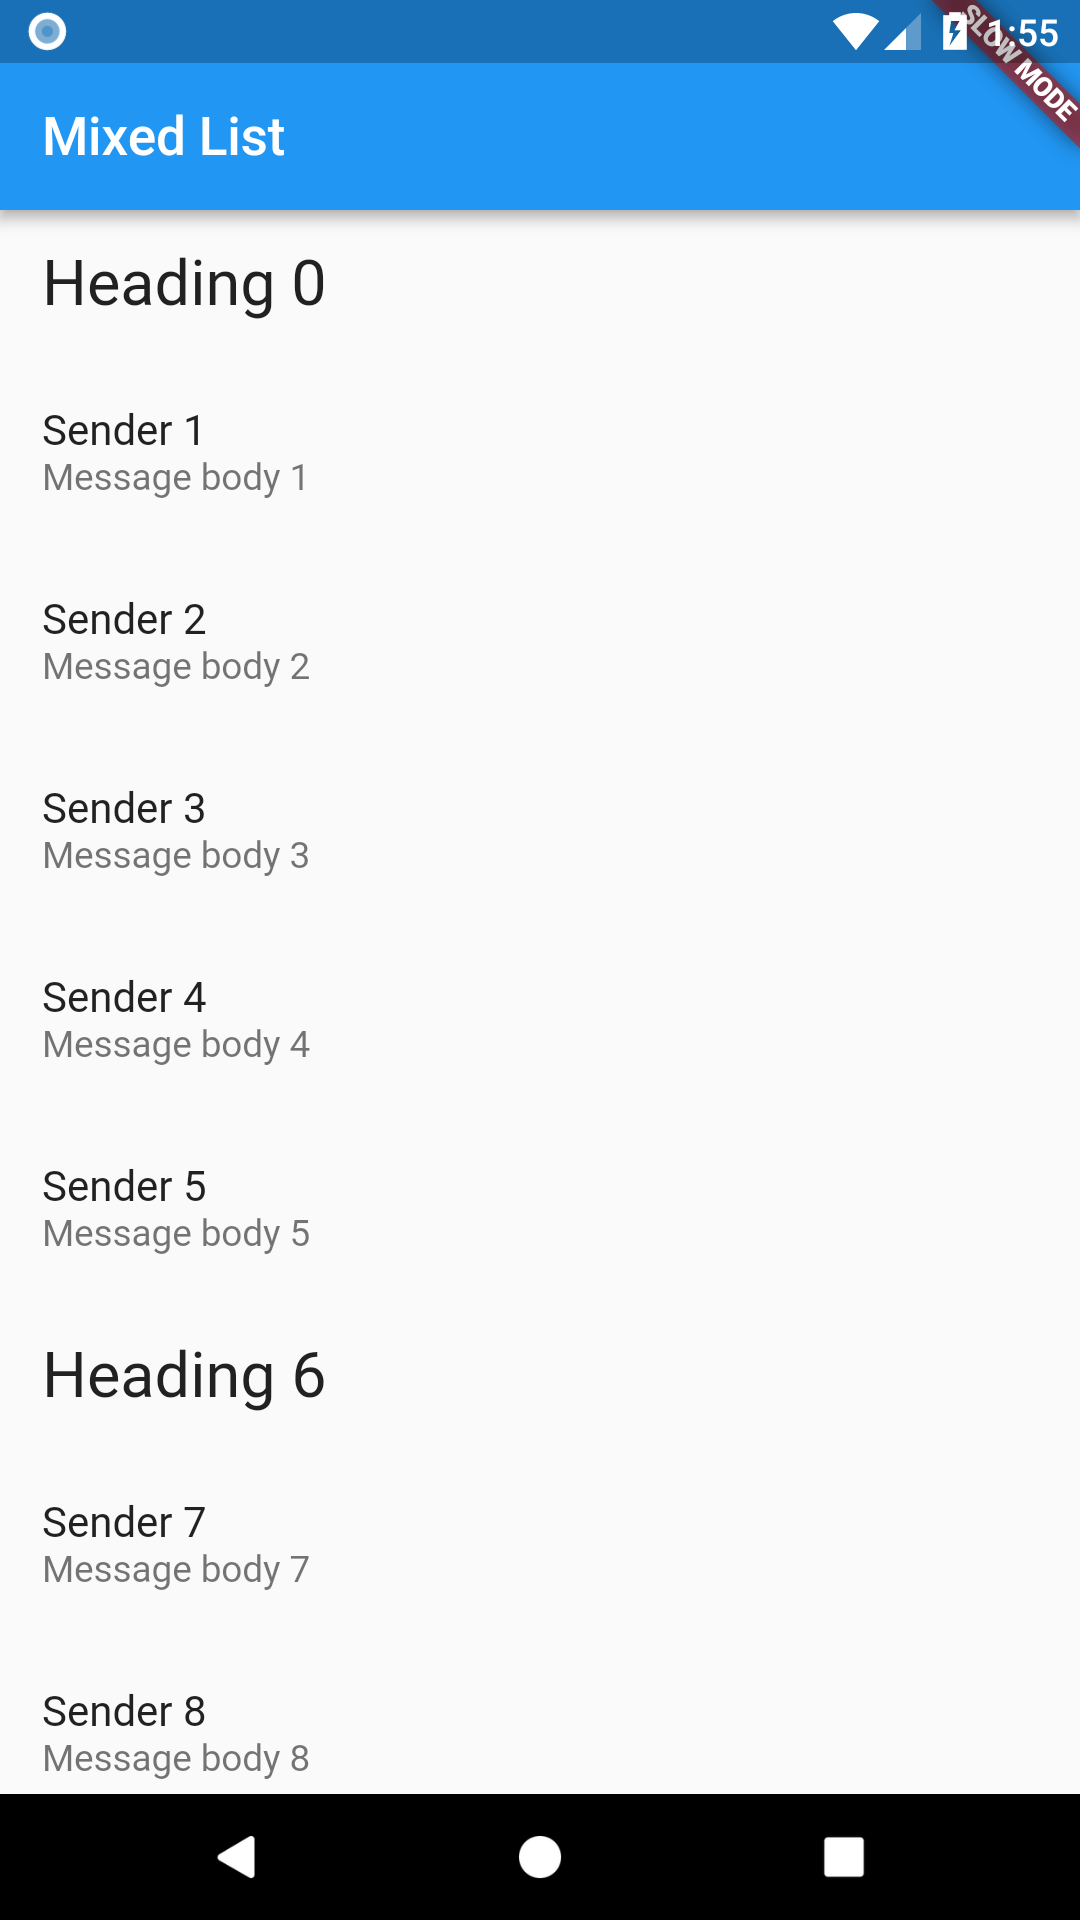 1:55
SLOW MODE
Mixed List
Heading 0
Sender 1
Message body 1
Sender 2
Message body 2
Sender 3
Message body 3
Sender 4
Message body 4
Sender 5
Message body 5
Heading 6
Sender 7
Message body 7
Sender 8
Message body 8